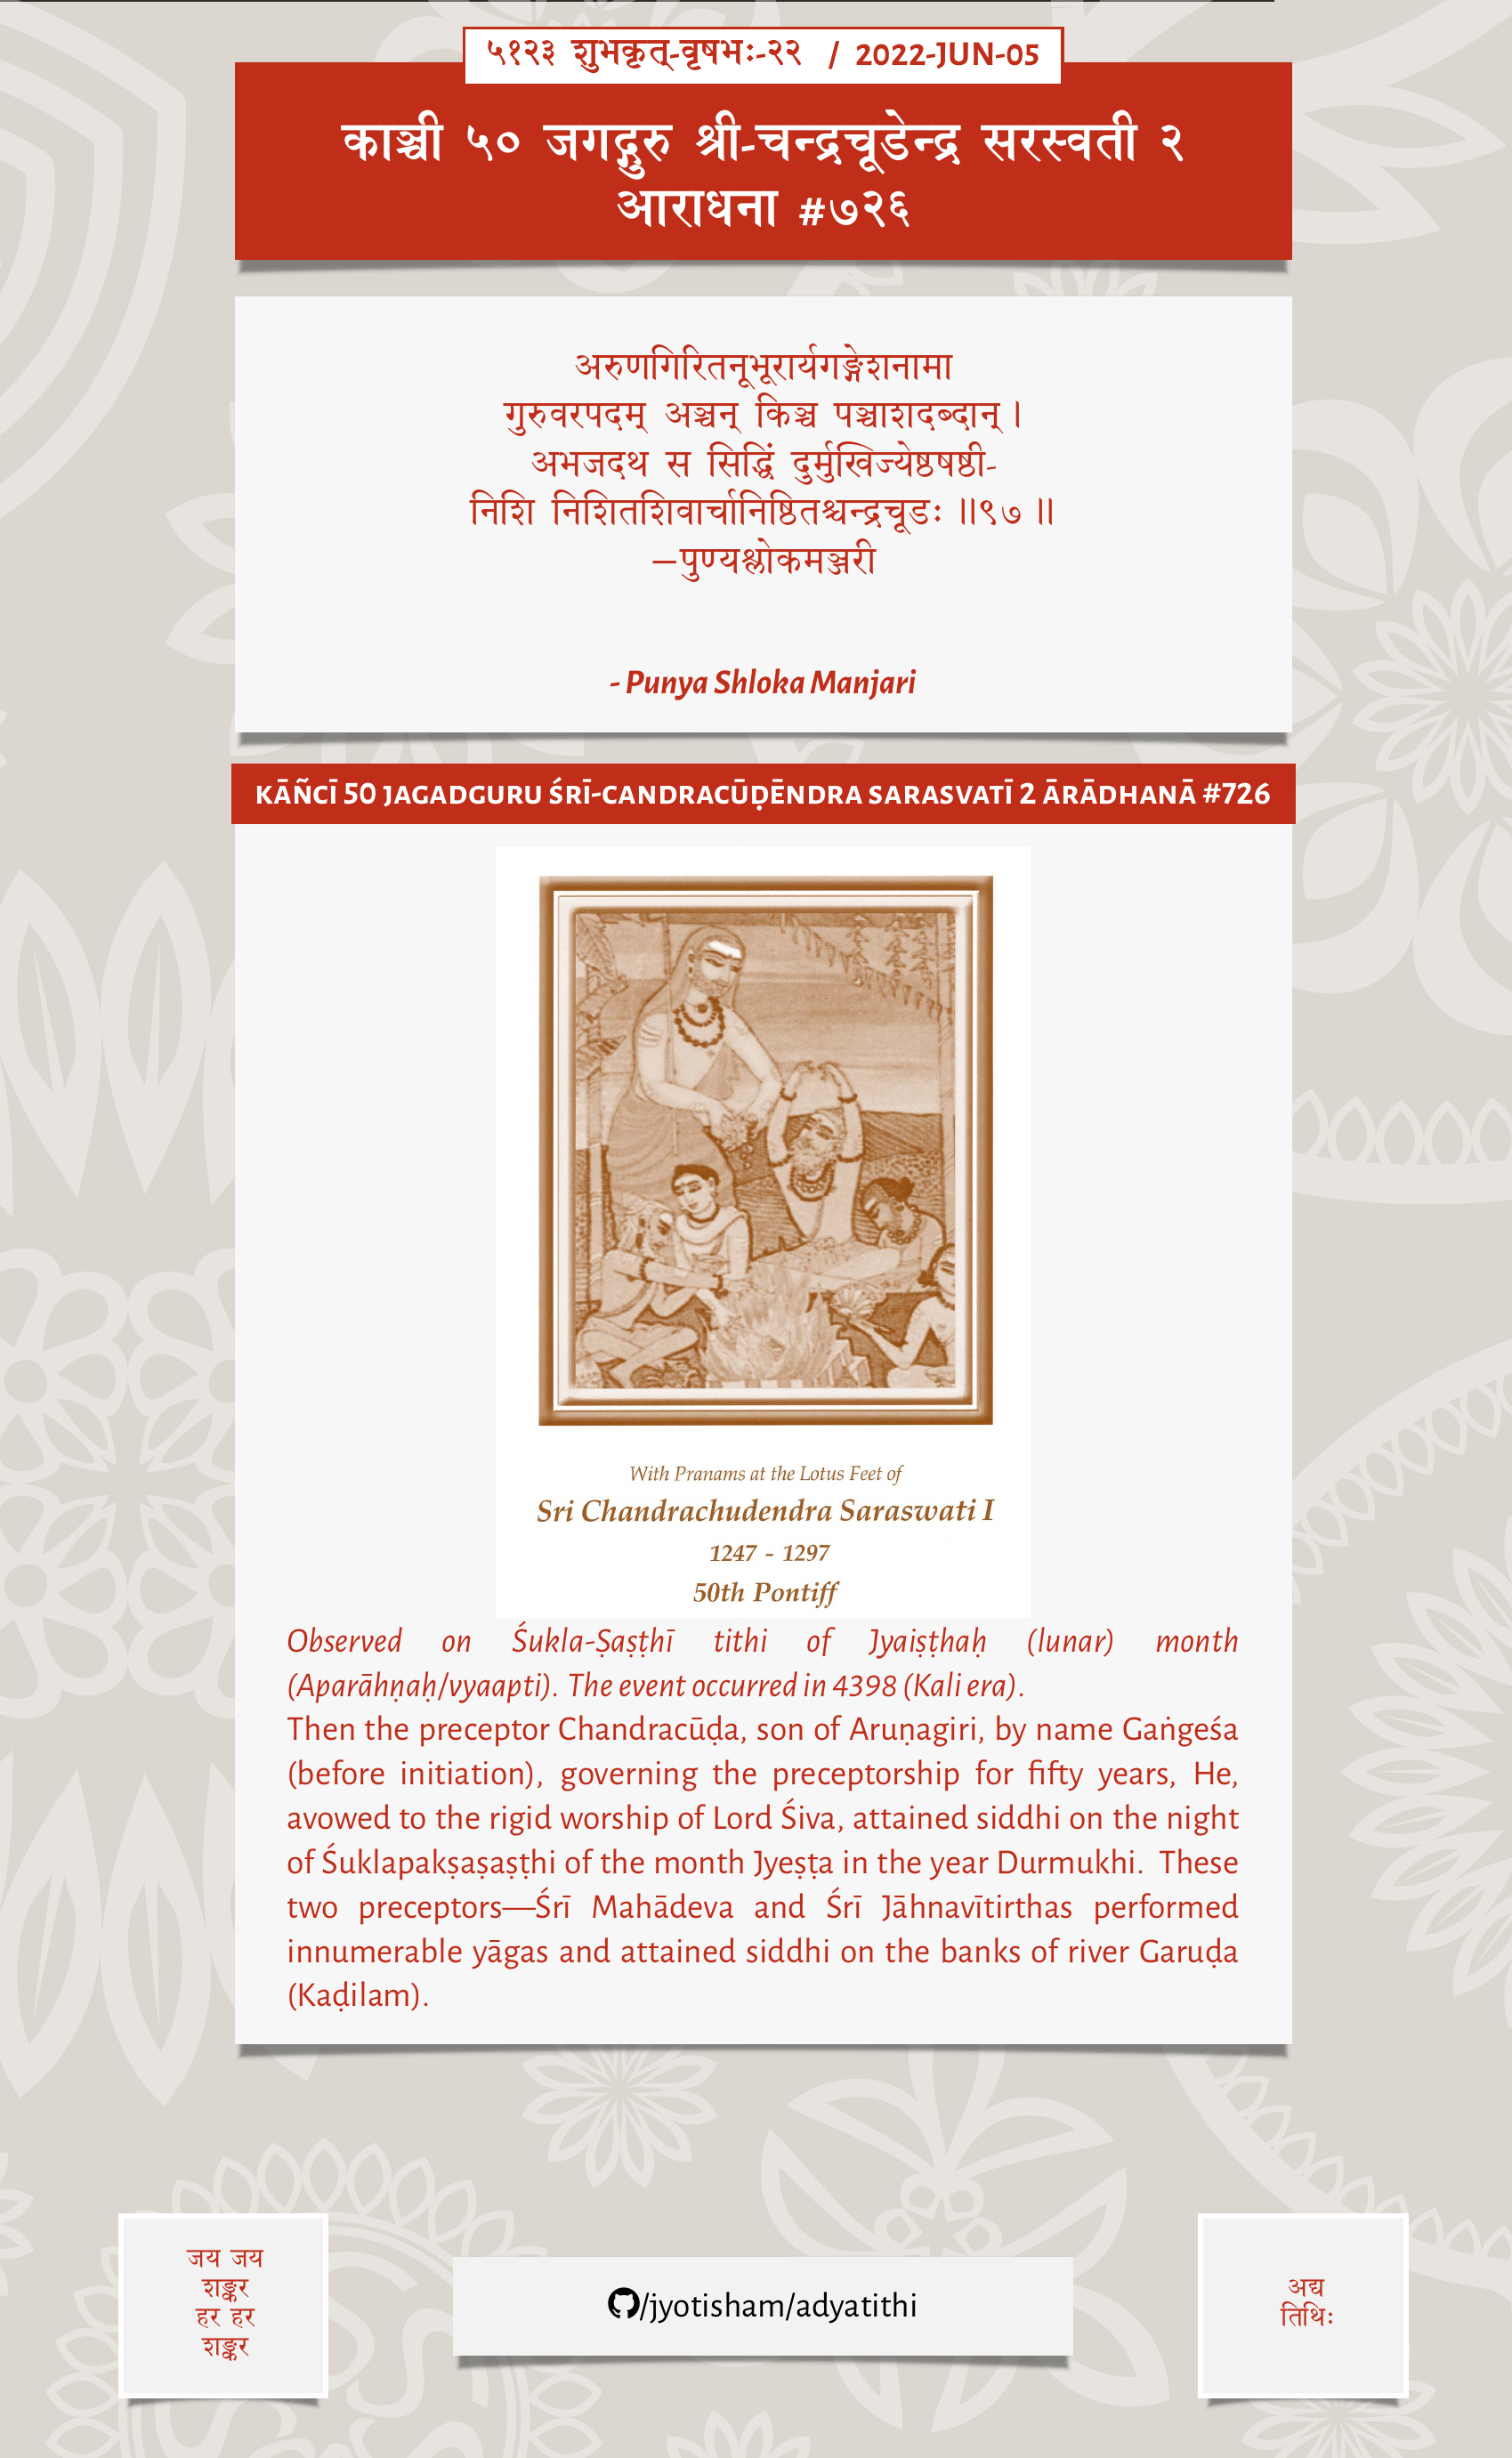 ५१२३ शुभकृत्-वृषभः-२२ / 2022-JUN-05
काञ्ची ५० जगद्गुरु श्री-चन्द्रचूडेन्द्र सरस्वती २
आराधना #७२६
अरुणगिरितनूभूरार्यगङ्गेशनामा
गुरुवरपदम् अञ्चन् किञ्च पञ्चाशदब्दान् ।
अभजदथ स सिद्धिं दुर्मुखिज्येष्ठषष्ठी-
निशि निशितशिवार्चानिष्ठितश्चन्द्रचूडः ॥९७ ॥
—पुण्यश्लोकमञ्जरी
- Punya Shloka Manjari
KĀÑCĪ 50 JAGADGURU ŚRĪ-CANDRACŪḌĒNDRA SARASVATĪ 2 ĀRĀDHANĀ #726
With Pranams at the Lotus Feet of
Sri Chandrachudendra Saraswati I
1247 - 1297
50th Pontiff
Observed on Śukla-Ṣaṣṭhī tithi of Jyaiṣṭhaḥ (lunar) month
(Aparāhṇaḥ/vyaapti). The event occurred in 4398 (Kali era).
Then the preceptor Chandracūḍa, son of Aruṇagiri, by name Gaṅgeśa
(before initiation), governing the preceptorship for fifty years, He,
avowed to the rigid worship of Lord Śiva, attained siddhi on the night
of Śuklapakṣaṣaṣṭhi of the month Jyeṣṭa in the year Durmukhi. These
two preceptors—Śrī Mahādeva and Śrī Jāhnavītirthas performed
innumerable yāgas and attained siddhi on the banks of river Garuḍa
(Kaḍilam).
जय जय
शङ्कर
हर हर
शङ्कर
/jyotisham/adyatithi
अद्य
तिथिः